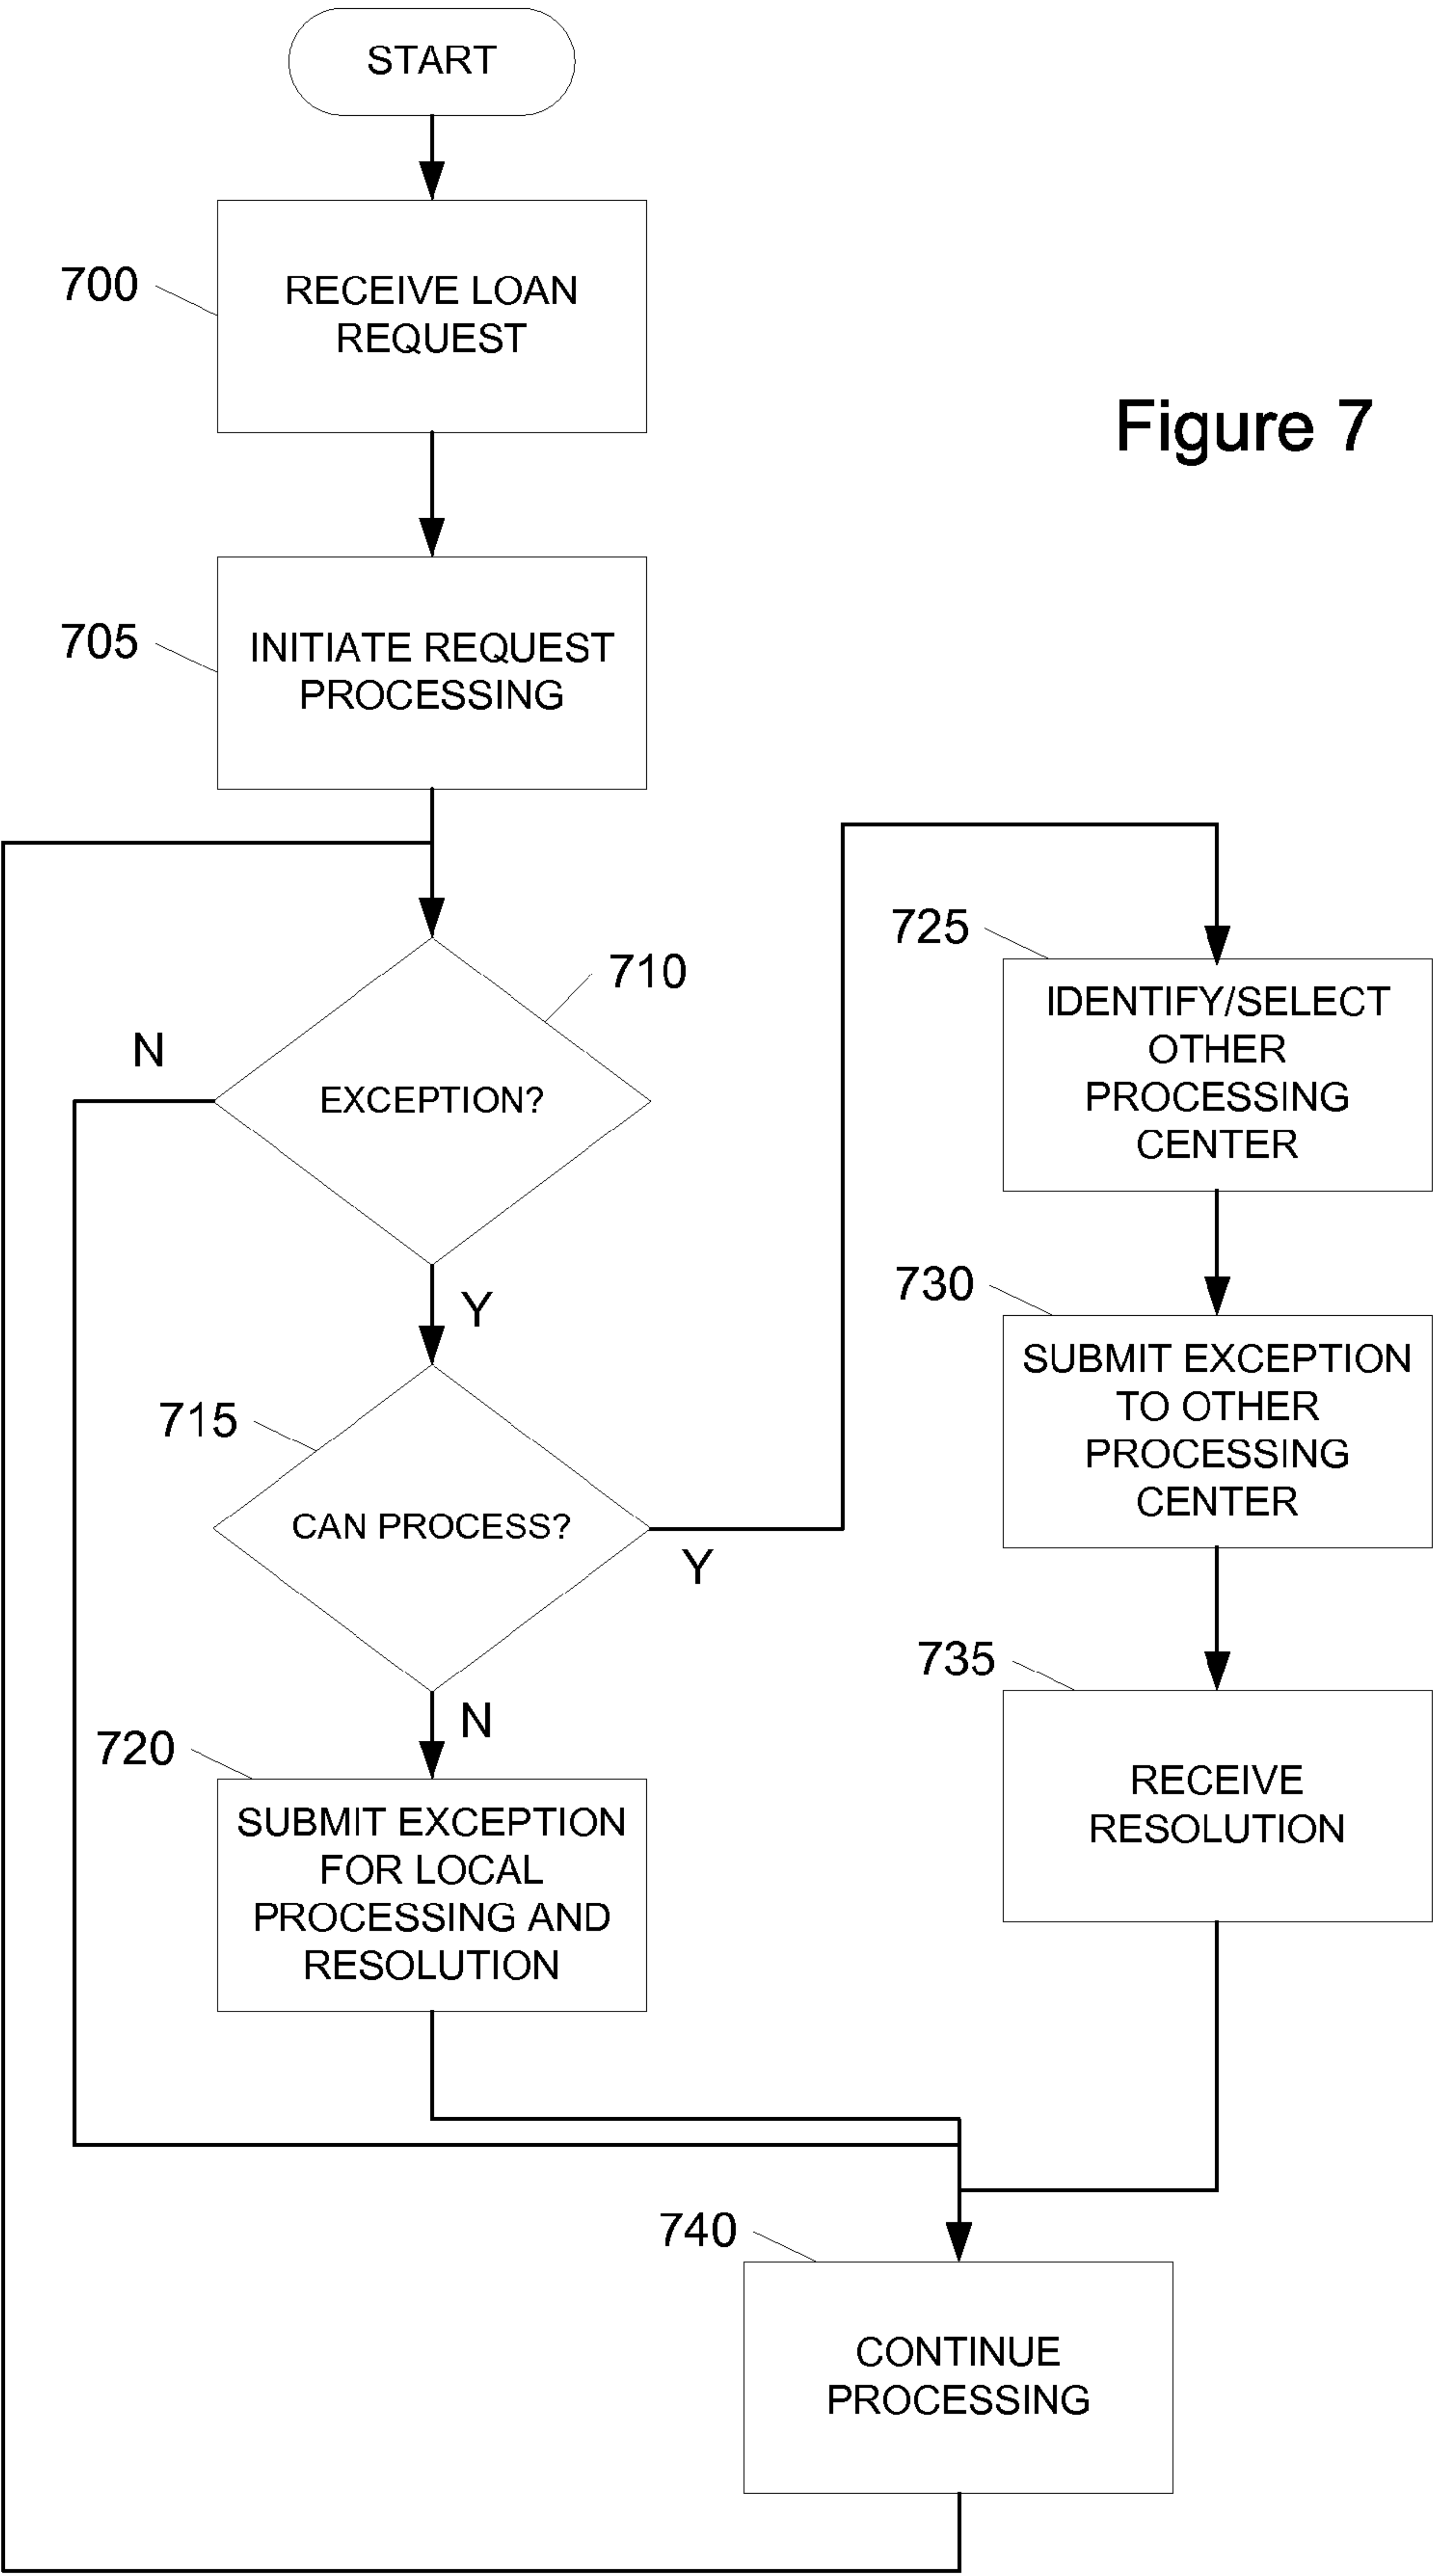 START
700
RECEIVE LOAN
REQUEST
Figure 7
705
INITIATE REQUEST
PROCESSING
710
N
EXCEPTION?
Y
715
CAN PROCESS?
Y
N
720
SUBMIT EXCEPTION
FOR LOCAL
PROCESSING AND
RESOLUTION
725
IDENTIFY/SELECT
OTHER
PROCESSING
CENTER
730
SUBMIT EXCEPTION
TO OTHER
PROCESSING
CENTER
735
RECEIVE
RESOLUTION
740
CONTINUE
PROCESSING